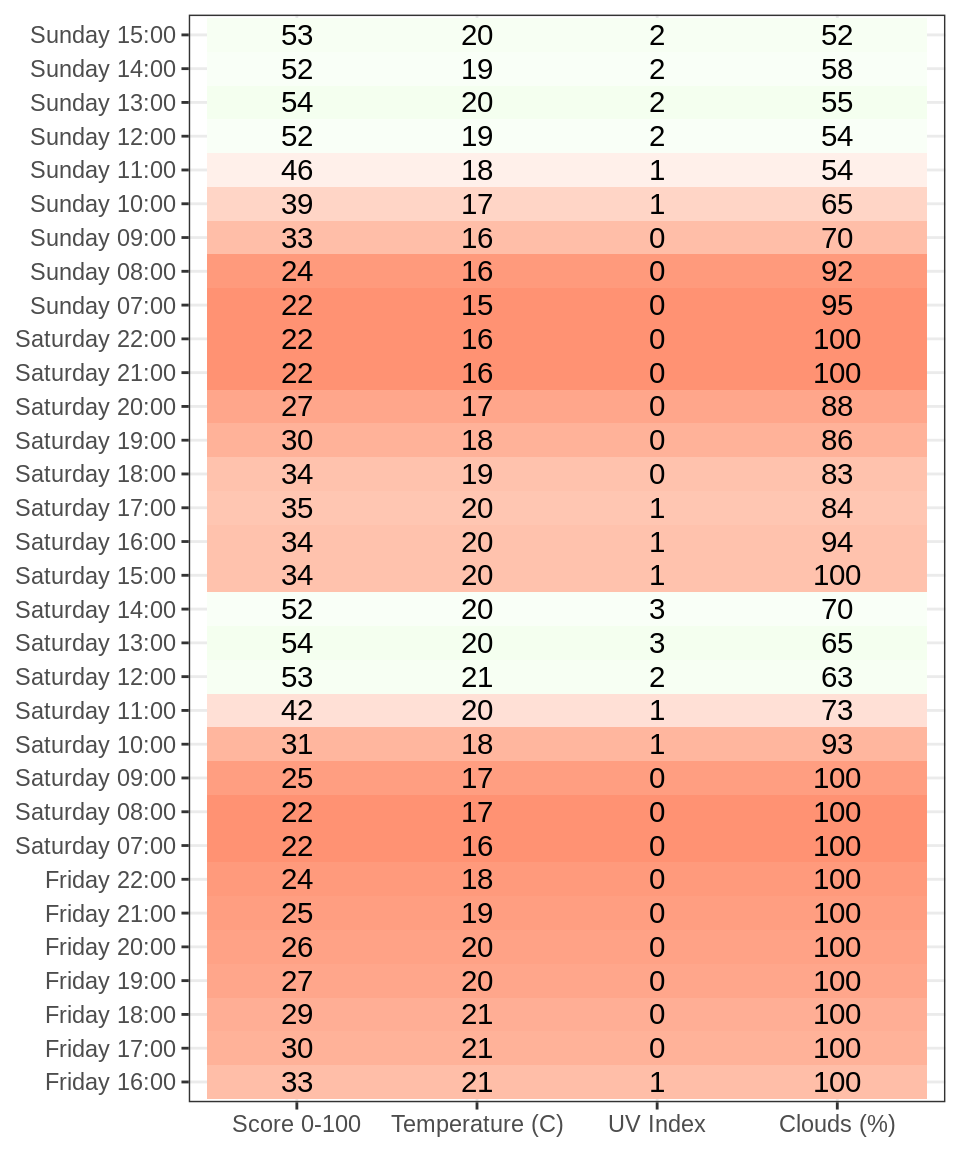 Sunday 15:00 53 20 2 52
Sunday 14:00 52 19 2 58
Sunday 13:00 54 20 2 55
Sunday 12:00 52 19 2 54
Sunday 11:00 46 18 1 54
Sunday 10:00 39 17 1 65
Sunday 09:00 33 16 0 70
Sunday 08:00 24 16 0 92
Sunday 07:00 22 15 0 95
Saturday 22:00 22 16 0 100
Saturday 21:00 22 16 0 100
Saturday 20:00 27 17 0 88
Saturday 19:00 30 18 0 86
Saturday 18:00 34 19 0 83
Saturday 17:00 35 20 1 84
Saturday 16:00 34 20 1 94
Saturday 15:00 34 20 1 100
Saturday 14:00 52 20 3 70
Saturday 13:00 54 20 3 65
Saturday 12:00 53 21 2 63
Saturday 11:00 42 20 1 73
Saturday 10:00 31 18 1 93
Saturday 09:00 25 17 0 100
Saturday 08:00 22 17 0 100
Saturday 07:00 22 16 0 100
Friday 22:00 24 18 0 100
Friday 21:00 25 19 0 100
Friday 20:00 26 20 0 100
Friday 19:00 27 20 0 100
Friday 18:00 29 21 0 100
Friday 17:00 30 21 0 100
Friday 16:00 33 21 1 100
Score 0-100 Temperature (C) UV Index Clouds (%)